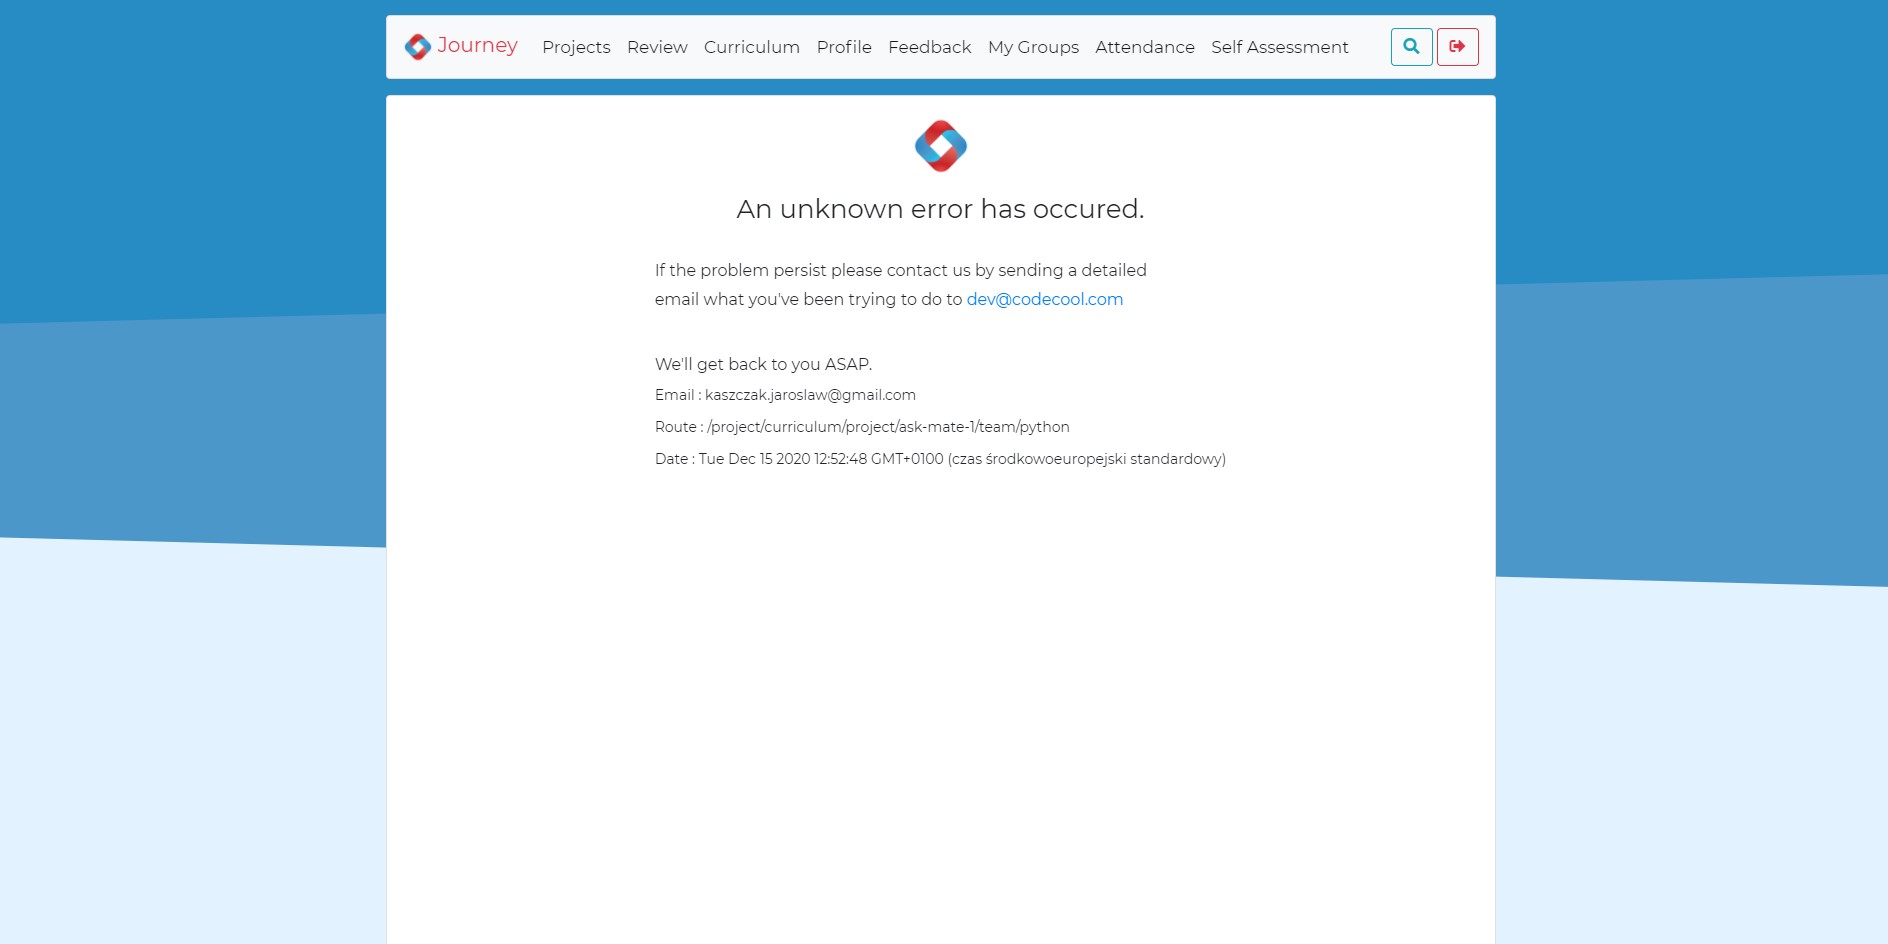 Journey Projects Review Curriculum Profile Feedback My Groups Attendance Self Assessment
An unknown error has occured.
If the problem persist please contact us by sending a detailed
email what you've been trying to do to dev@codecool.com
We'll get back to you ASAP.
Email : kaszczak.jaroslaw@gmail.com
Route : /project/curriculum/project/ask-mate-1/team/python
Date : Tue Dec 15 2020 12:52:48 GMT+0100 (czas środkowoeuropejski standardowy)